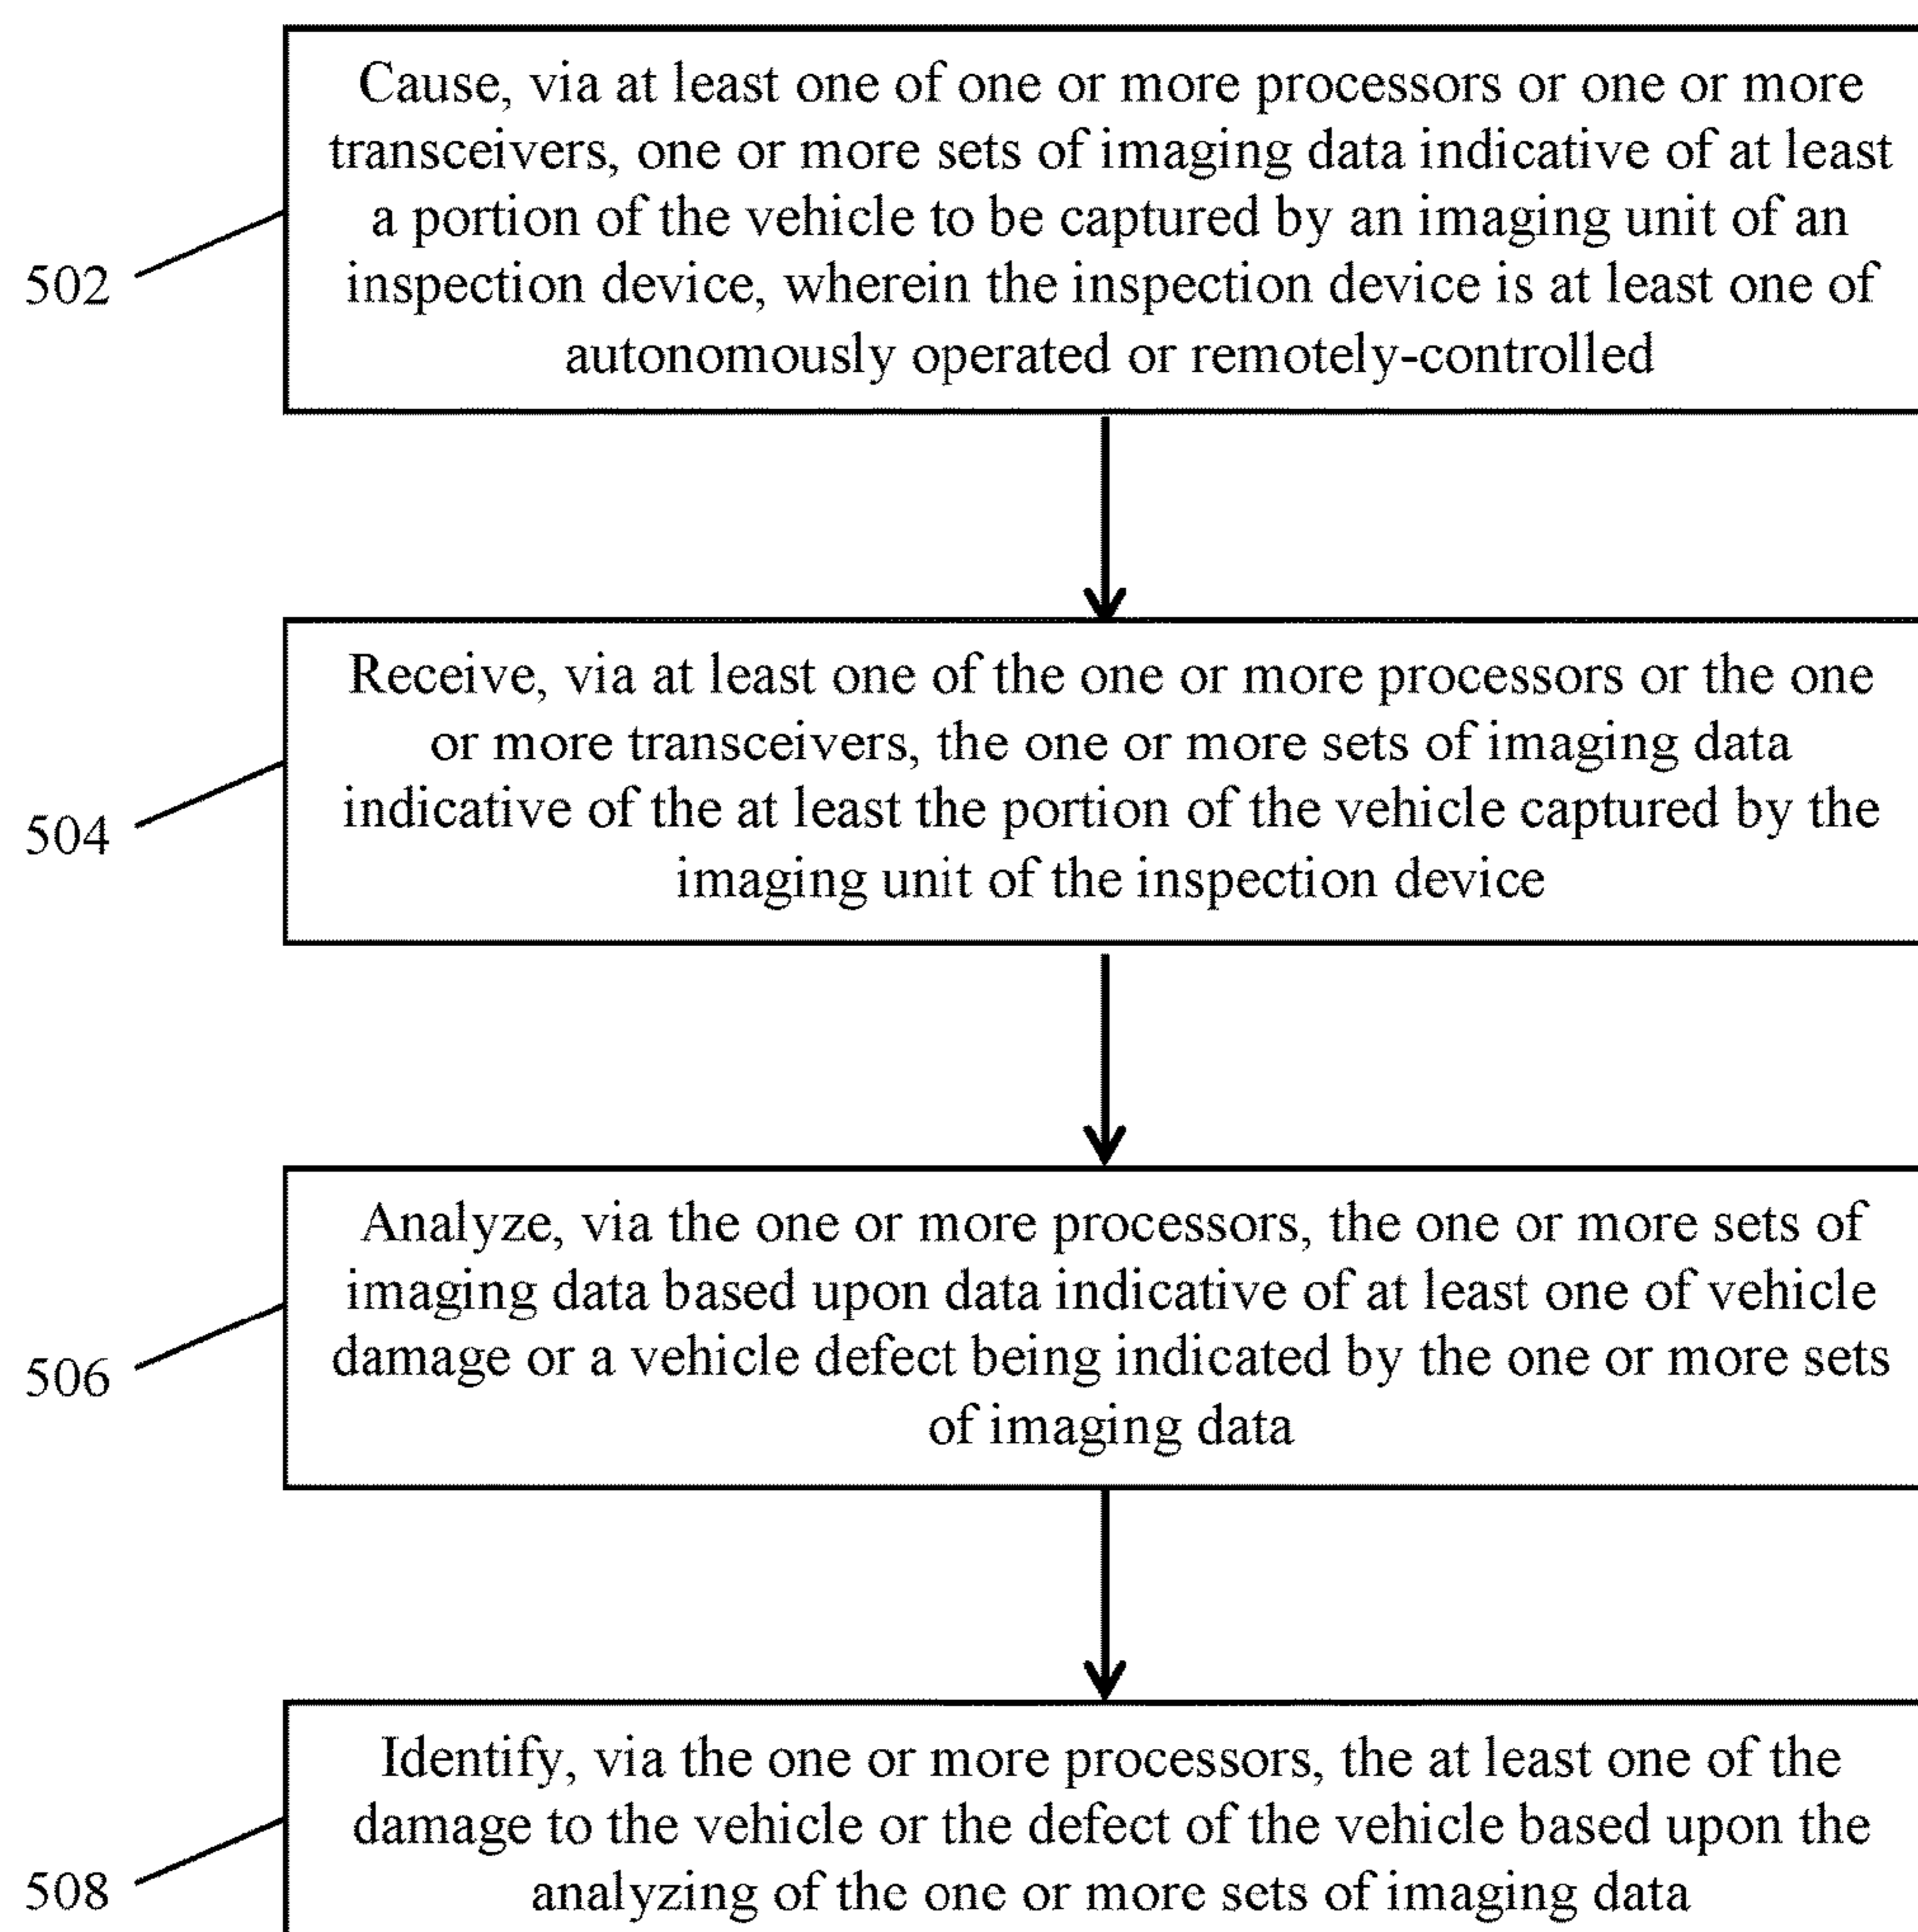 Cause, via at least one of one or more processors or one or more
transceivers, one or more sets of imaging data indicative of at least
a portion of the vehicle to be captured by an imaging unit of an
inspection device, wherein the inspection device is at least one of
autonomously operated or remotely-controlled
502
Receive, via at least one of the one or more processors or the one
or more transceivers, the one or more sets of imaging data
indicative of the at least the portion of the vehicle captured by the
imaging unit of the inspection device
504
Analyze, via the one or more processors, the one or more sets of
imaging data based upon data indicative of at least one of vehicle
damage or a vehicle defect being indicated by the one or more sets
of imaging data
506
Identify, via the one or more processors, the at least one of the
damage to the vehicle or the defect of the vehicle based upon the
analyzing of the one or more sets of imaging data
508